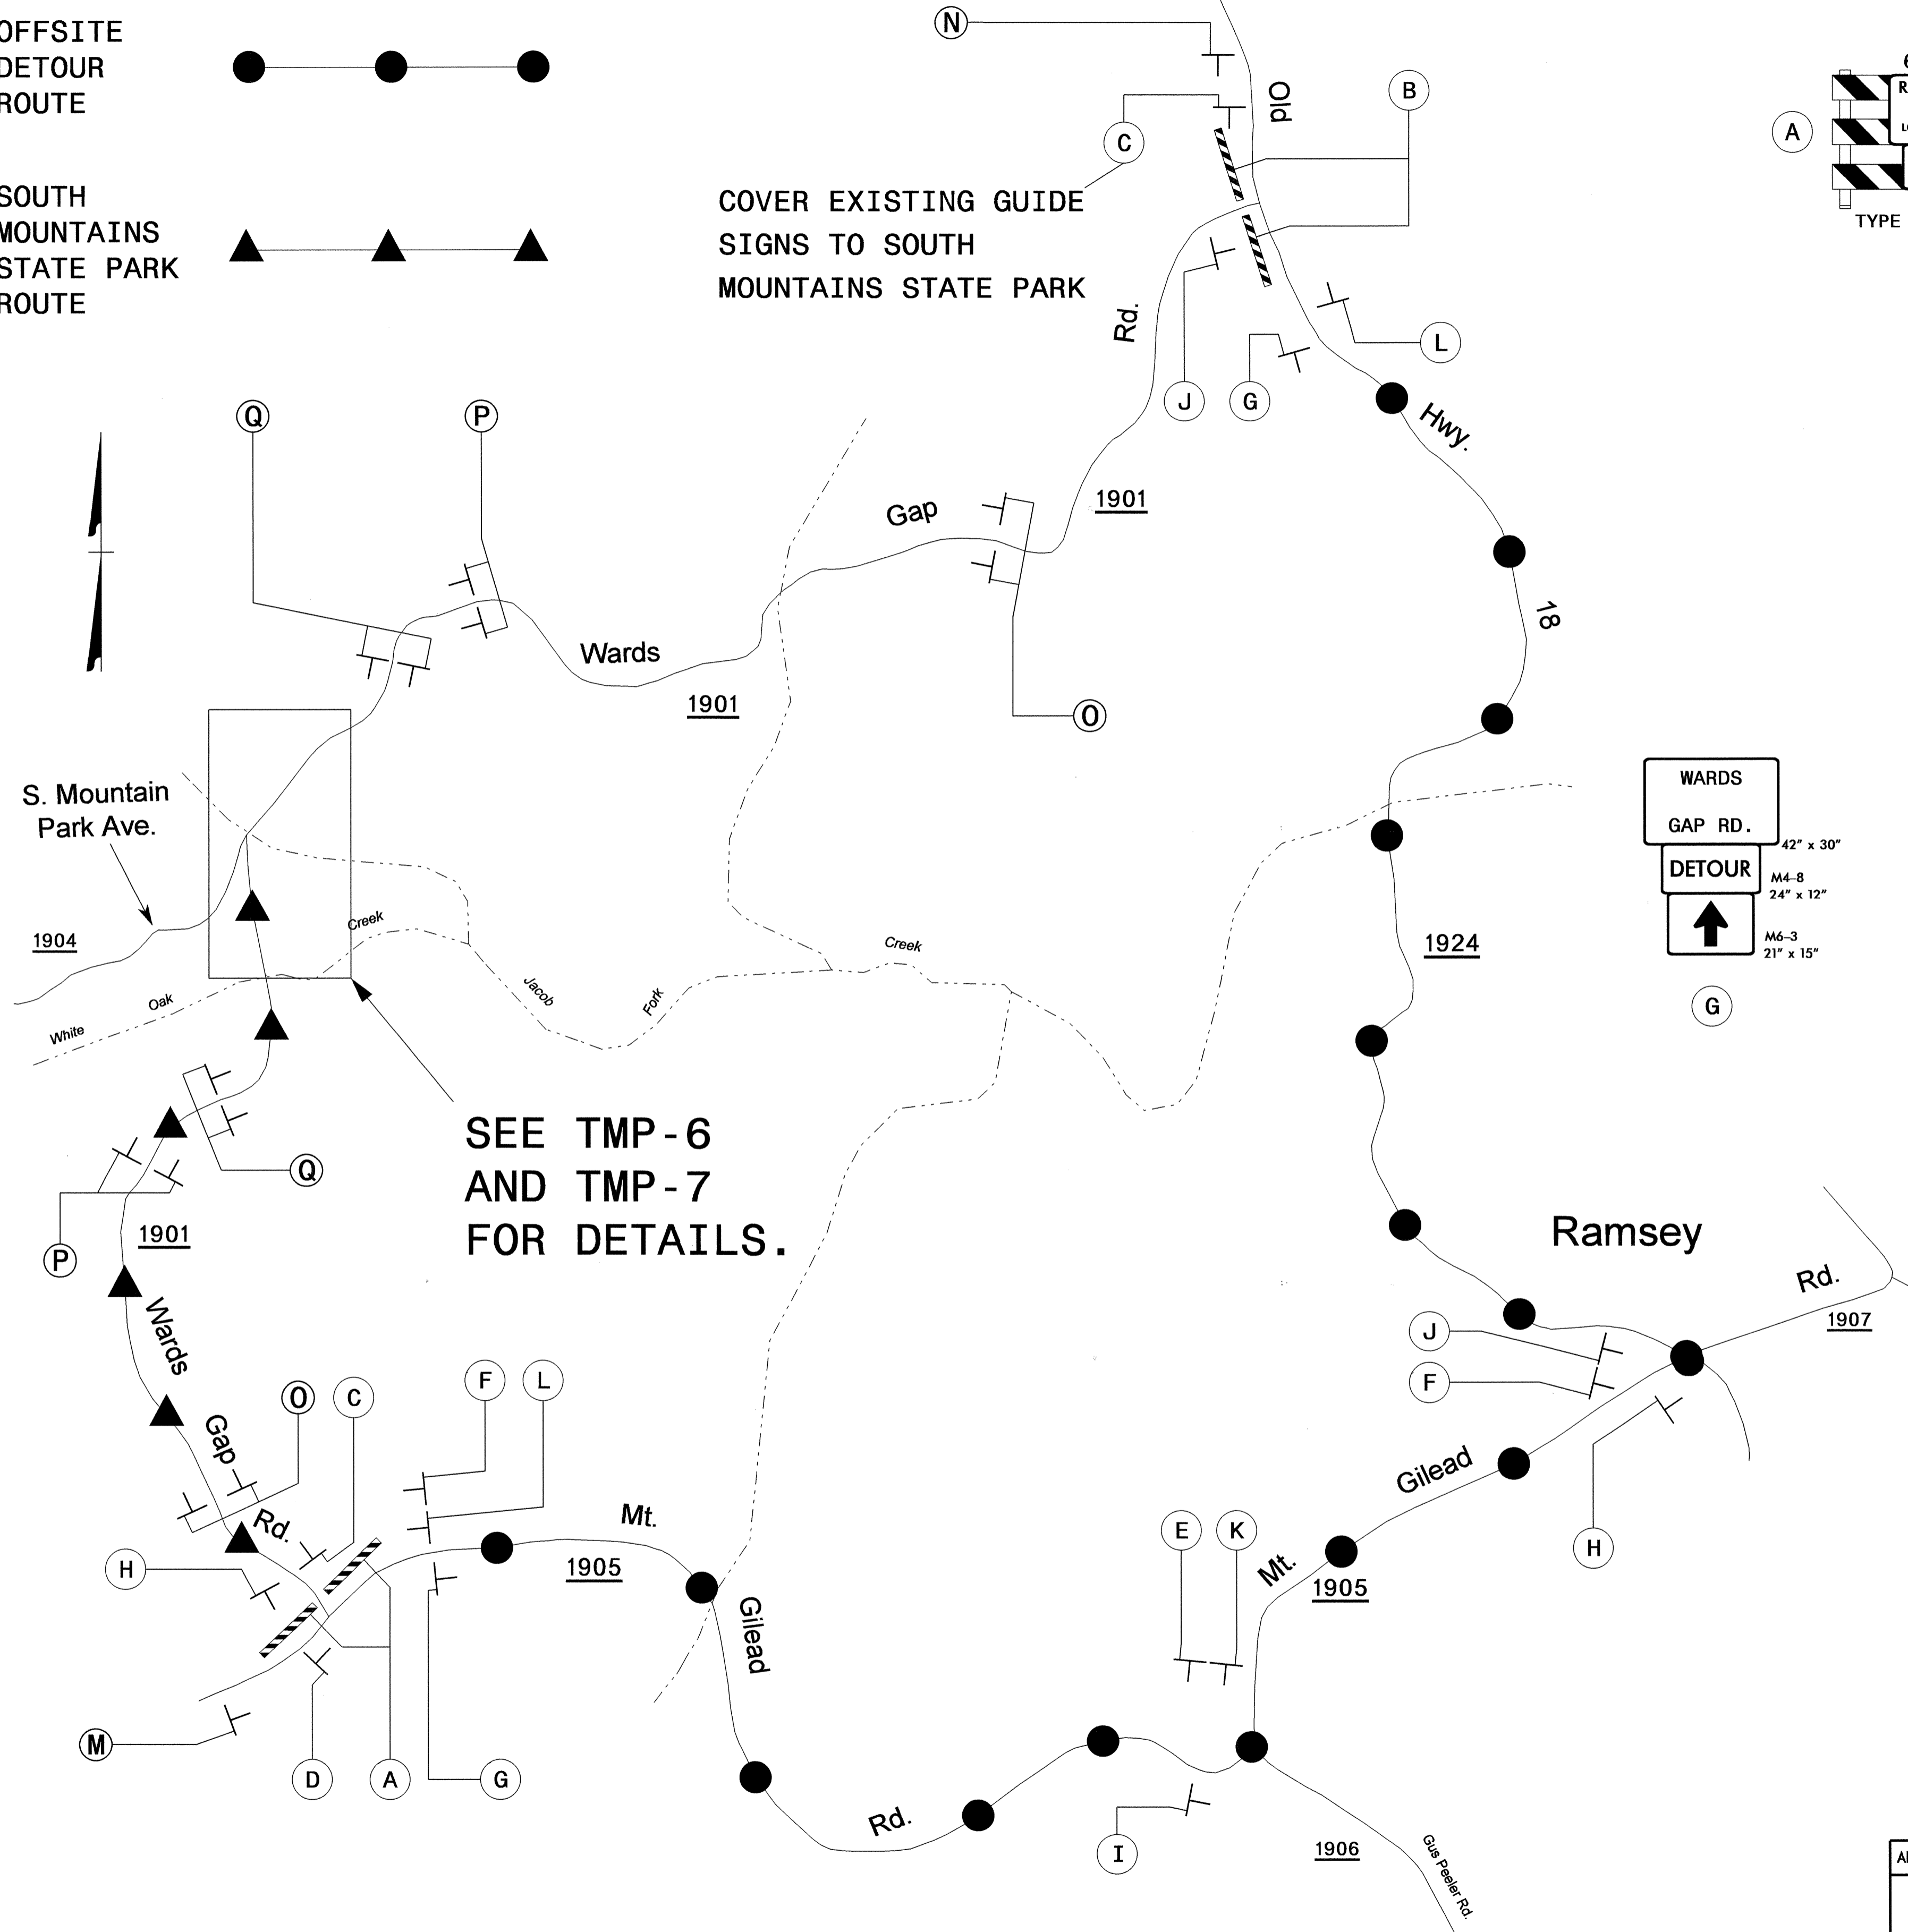 OFFSITE
DETOUR
ROUTE
SOUTH
MOUNTAINS
STATE PARK
ROUTE
N
C
Old
B
A
TYPE
COVER EXISTING GUIDE
SIGNS TO SOUTH
MOUNTAINS STATE PARK
Rd.
J
G
L
Hwy.
Q
P
Gap
1901
18
Wards
1901
O
S. Mountain
Park Ave.
1904
Creek
Creek
White
Oak
Jacob
Fork
1924
WARDS
GAP RD.
42" x 30"
DETOUR
M4-8
24" x 12"
M6-3
21" x 15"
G
SEE TMP-6
AND TMP-7
FOR DETAILS.
Q
P
1901
Ramsey
Rd.
1907
Wards
J
F
O
C
F
L
Gap
Rd.
Mt.
1905
Gilead
H
E
K
Mt.
1905
Gilead
H
M
D
A
G
Rd.
I
1906
Gus Peeler Rd.